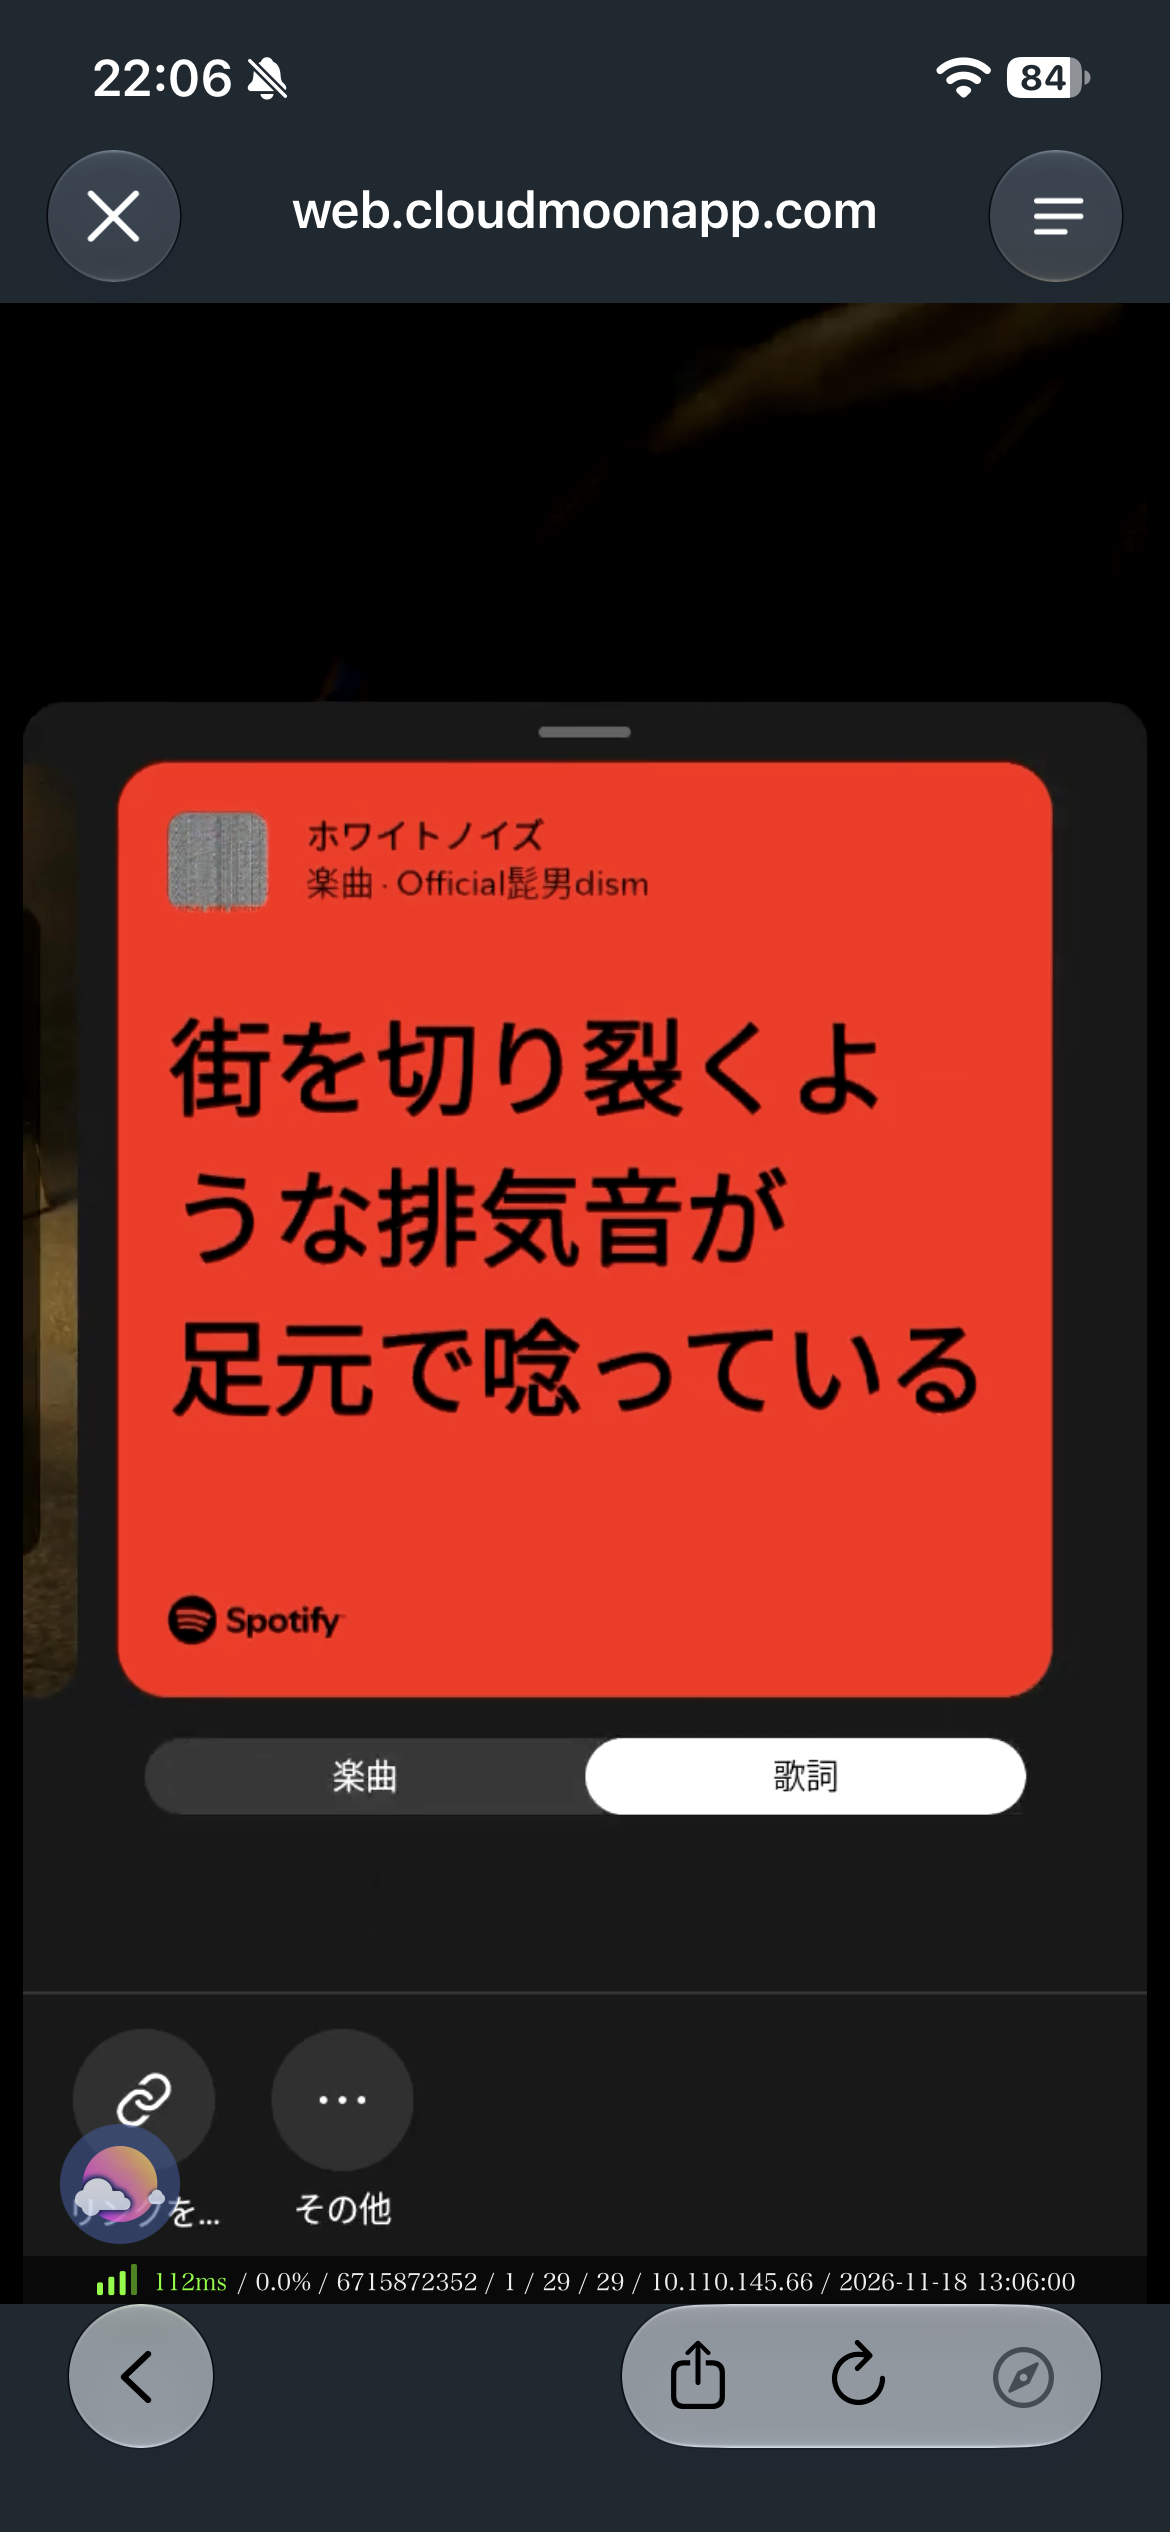 22:06
84
web.cloudmoonapp.com
ホワイトノイズ
楽曲 · Official髭男dism
街を切り裂くよ
うな排気音が
足元で唸っている
Spotify
楽曲
歌詞
リンクを...
その他
112ms / 0.0% / 6715872352 / 1 / 29 / 29 / 10.110.145.66 / 2026-11-18 13:06:00